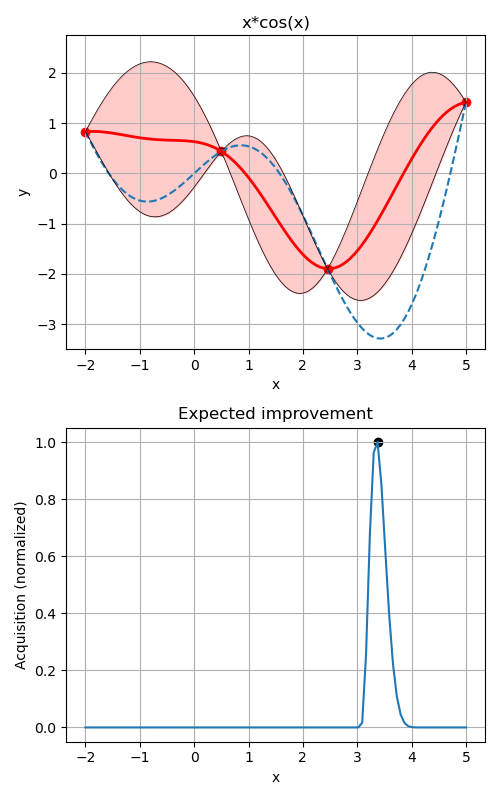 x*cos(x)
2
1
0
−1
−2
−3
y
−2 −1 0 1 2 3 4 5
x
Expected improvement
1.0
0.8
0.6
0.4
0.2
0.0
Acquisition (normalized)
−2 −1 0 1 2 3 4 5
x